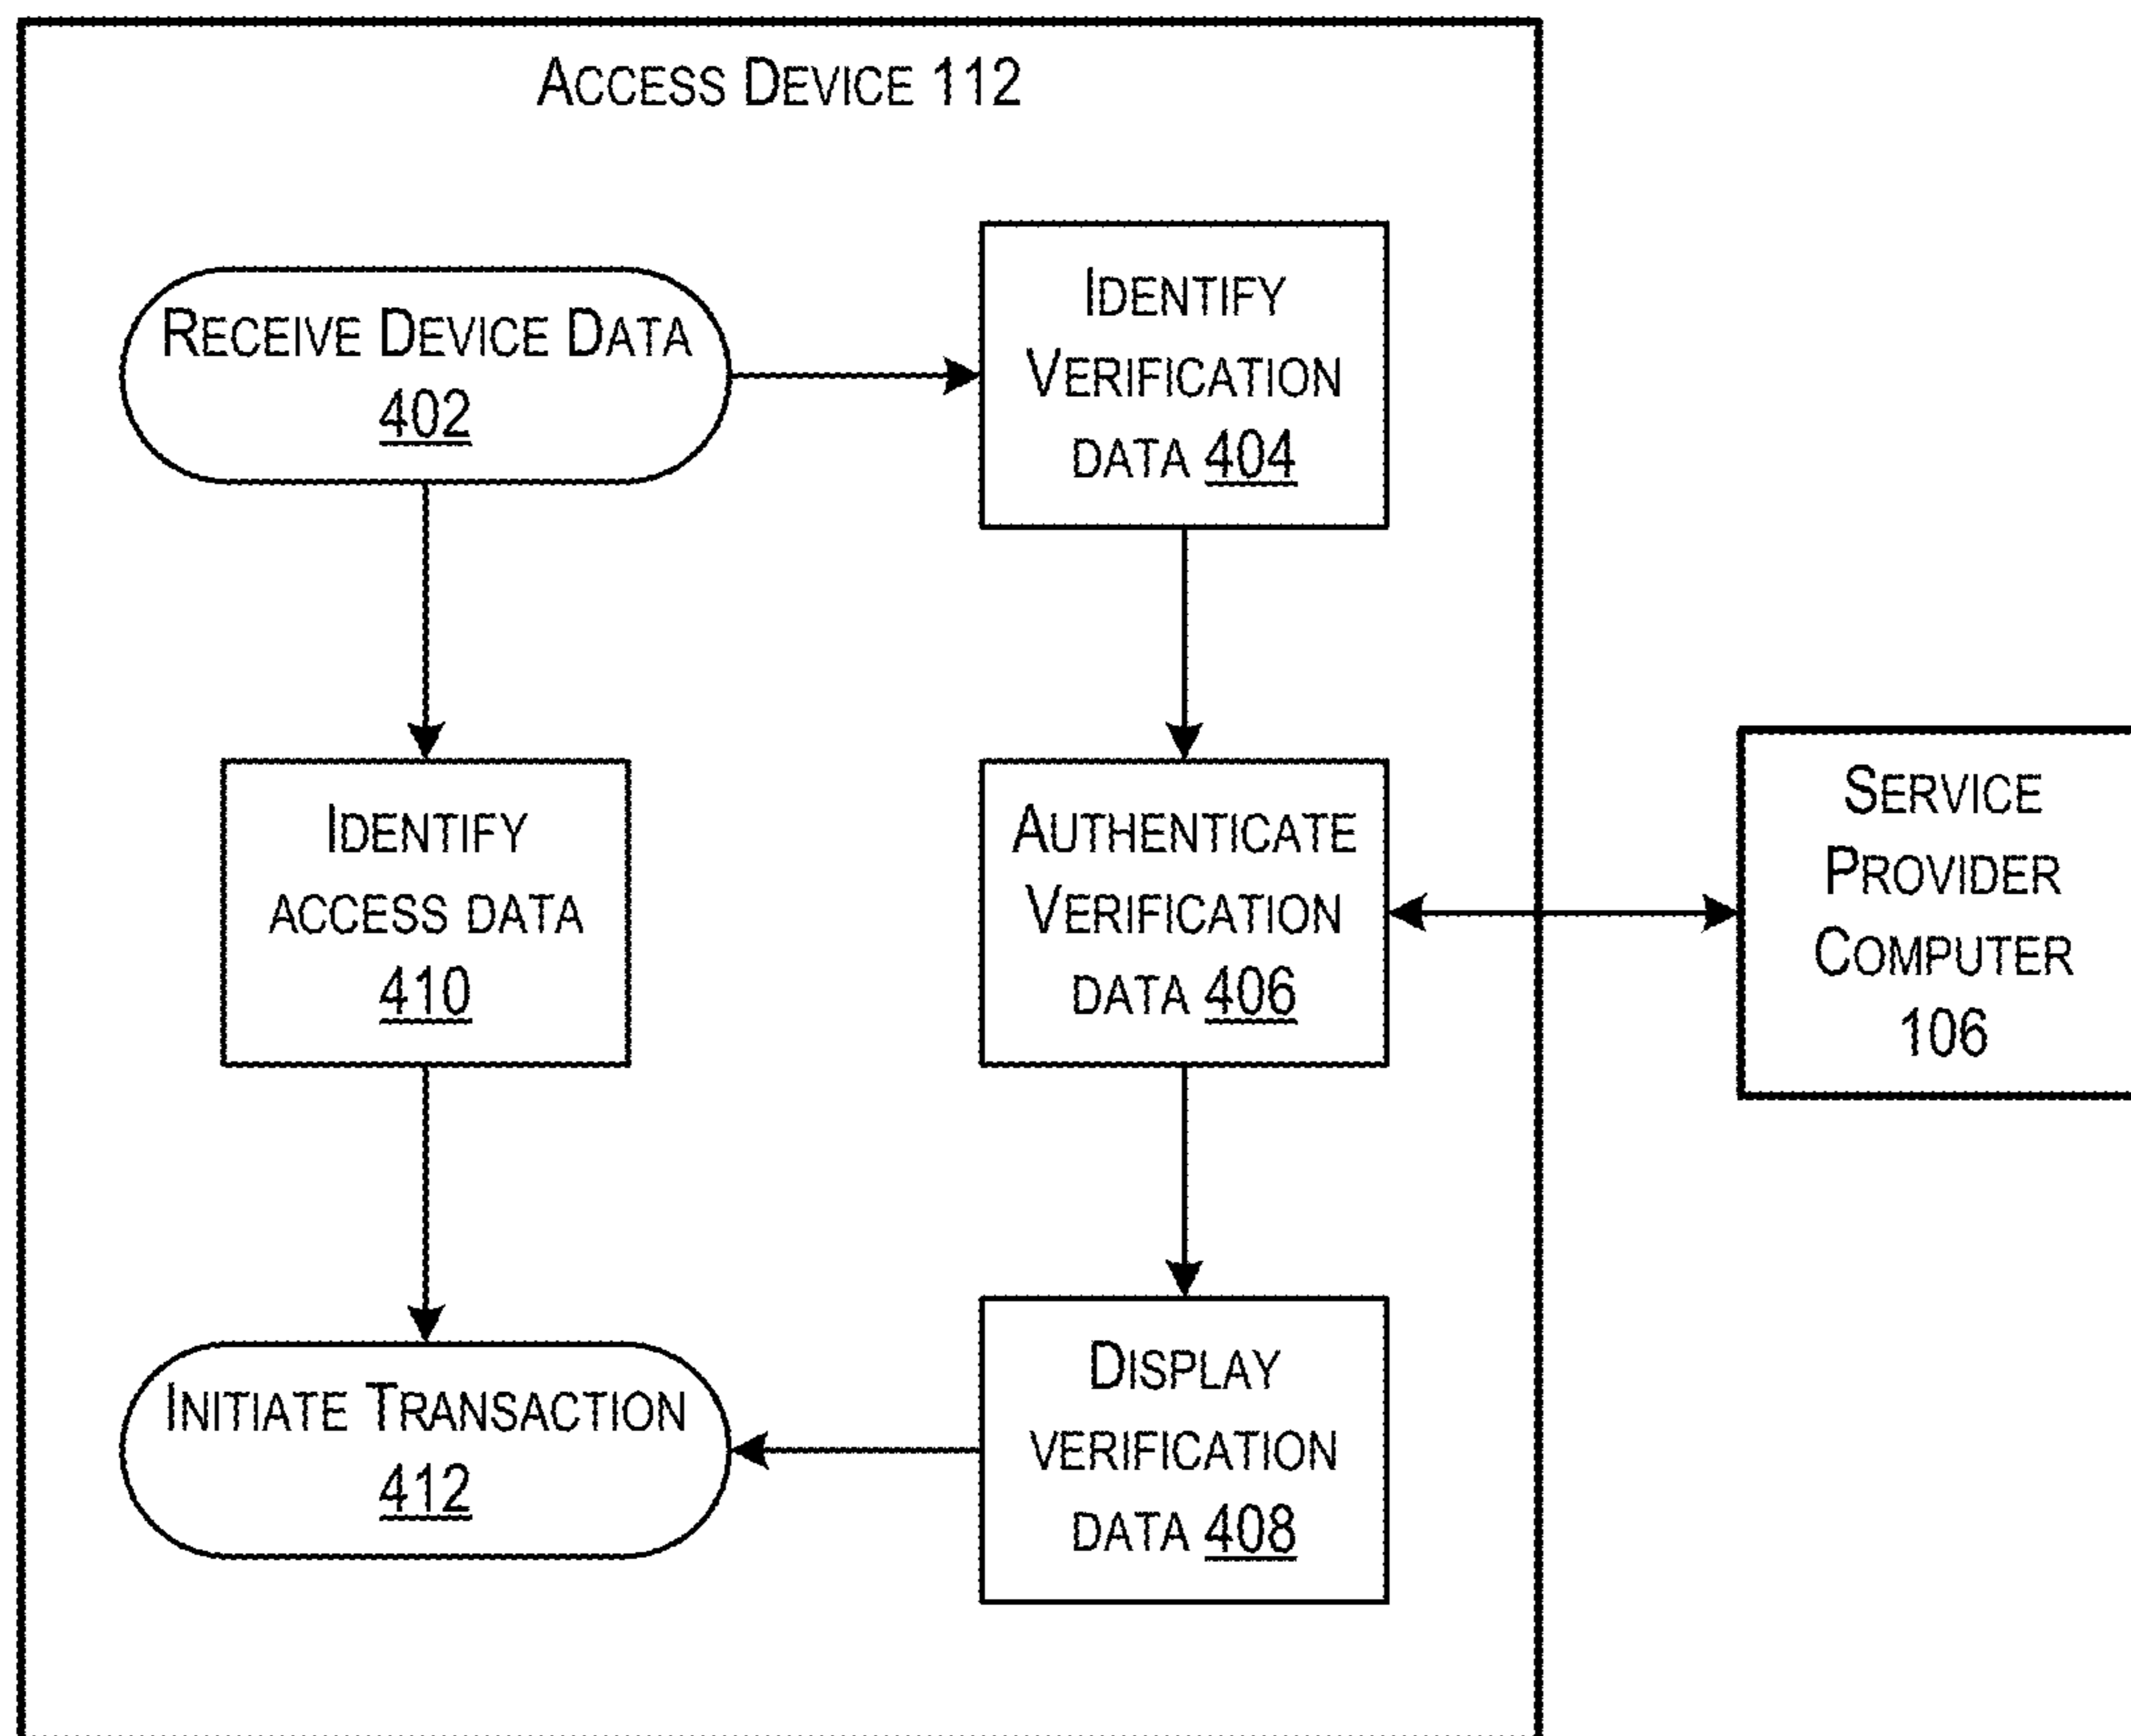 ACCESS DEVICE 112
RECEIVE DEVICE DATA
402
IDENTIFY
VERIFICATION
DATA 404
IDENTIFY
ACCESS DATA
410
AUTHENTICATE
VERIFICATION
DATA 406
SERVICE
PROVIDER
COMPUTER
106
INITIATE TRANSACTION
412
DISPLAY
VERIFICATION
DATA 408